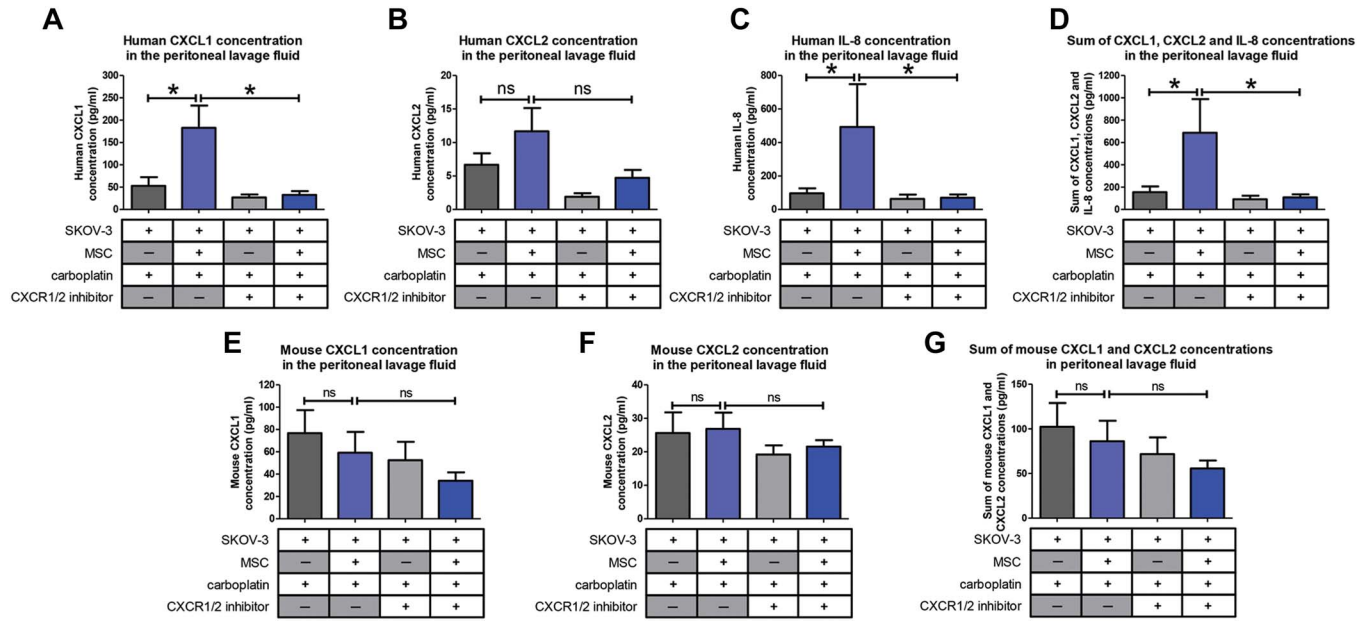 A
Human CXCL1 concentration
in the peritoneal lavage fluid
Human CXCL1
concentration (pg/ml)
300
250
200
150
100
50
0
* *
SKOV-3 + + + +
MSC — + — +
carboplatin + + + +
CXCR1/2 inhibitor — — + +
B
Human CXCL2 concentration
in the peritoneal lavage fluid
Human CXCL2
concentration (pg/ml)
20
15
10
5
0
ns ns
SKOV-3 + + + +
MSC — + — +
carboplatin + + + +
CXCR1/2 inhibitor — — + +
C
Human IL-8 concentration
in the peritoneal lavage fluid
Human IL-8
concentration (pg/ml)
800
600
400
200
0
* *
SKOV-3 + + + +
MSC — + — +
carboplatin + + + +
CXCR1/2 inhibitor — — + +
D
Sum of CXCL1, CXCL2 and IL-8 concentrations
in the peritoneal lavage fluid
Sum of CXCL1, CXCL2 and
IL-8 concentrations (pg/ml)
1200
1000
800
600
400
200
0
* *
SKOV-3 + + + +
MSC — + — +
carboplatin + + + +
CXCR1/2 inhibitor — — + +
E
Mouse CXCL1 concentration
in the peritoneal lavage fluid
Mouse CXCL1
concentration (pg/ml)
120
100
80
60
40
20
0
ns ns
SKOV-3 + + + +
MSC — + — +
carboplatin + + + +
CXCR1/2 inhibitor — — + +
F
Mouse CXCL2 concentration
in the peritoneal lavage fluid
Mouse CXCL2
concentration (pg/ml)
40
30
20
10
0
ns ns
SKOV-3 + + + +
MSC — + — +
carboplatin + + + +
CXCR1/2 inhibitor — — + +
G
Sum of mouse CXCL1 and CXCL2 concentrations
in peritoneal lavage fluid
Sum of mouse CXCL1 and
CXCL2 concentrations (pg/ml)
150
100
50
0
ns ns
SKOV-3 + + + +
MSC — + — +
carboplatin + + + +
CXCR1/2 inhibitor — — + +